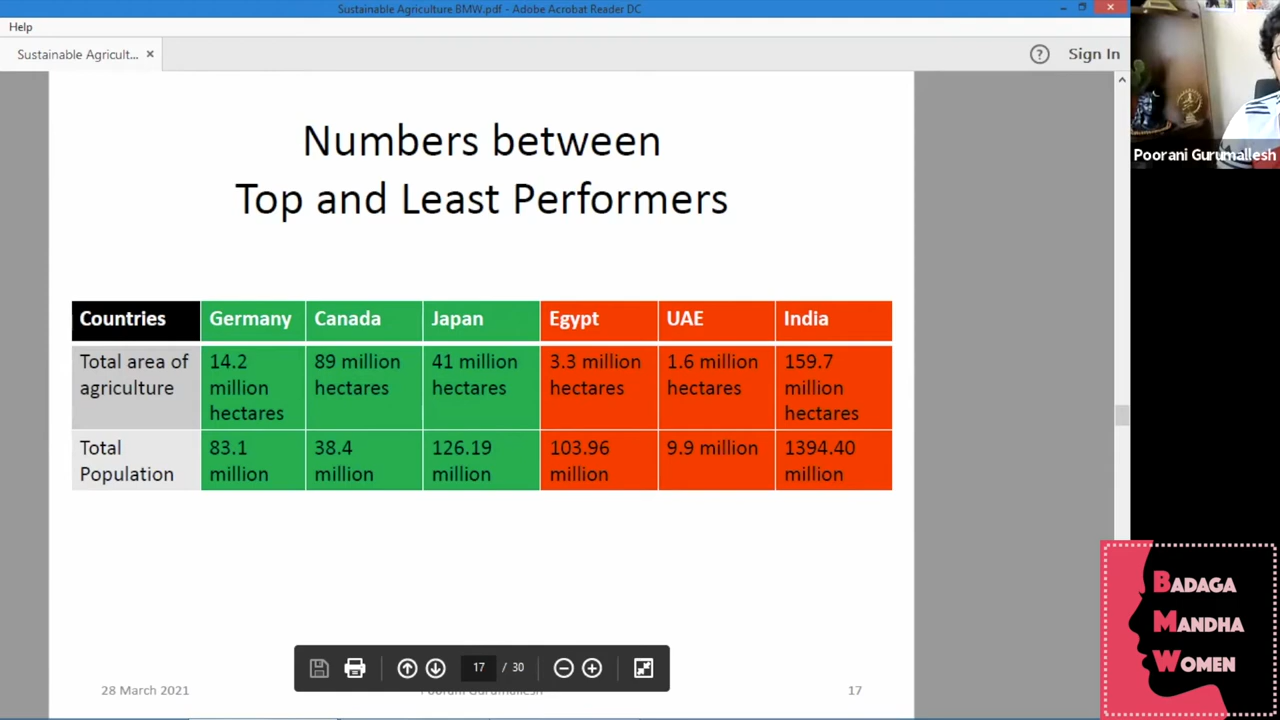 Sustainable Agriculture BMW.pdf - Adobe Acrobat Reader DC
Help
Sustainable Agricult...
Sign In
Numbers between
Top and Least Performers
Countries Germany Canada Japan Egypt UAE India
Total area of agriculture 14.2 million hectares 89 million hectares 41 million hectares 3.3 million hectares 1.6 million hectares 159.7 million hectares
Total Population 83.1 million 38.4 million 126.19 million 103.96 million 9.9 million 1394.40 million
17 / 30
28 March 2021
Poorani Gurumallesh
17
Poorani Gurumallesh
BADAGA
MANDHA
WOMEN